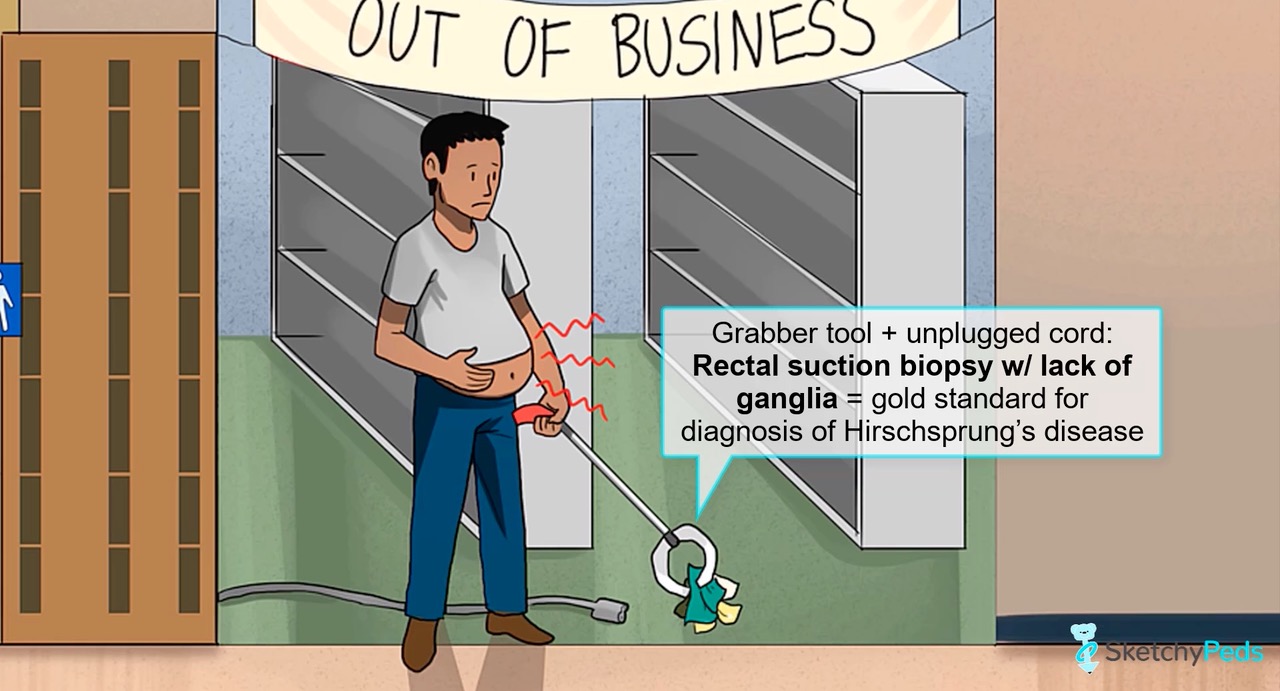 OUT OF BUSINESS
Grabber tool + unplugged cord:
Rectal suction biopsy w/ lack of
ganglia = gold standard for
diagnosis of Hirschsprung’s disease
SketchyPeds